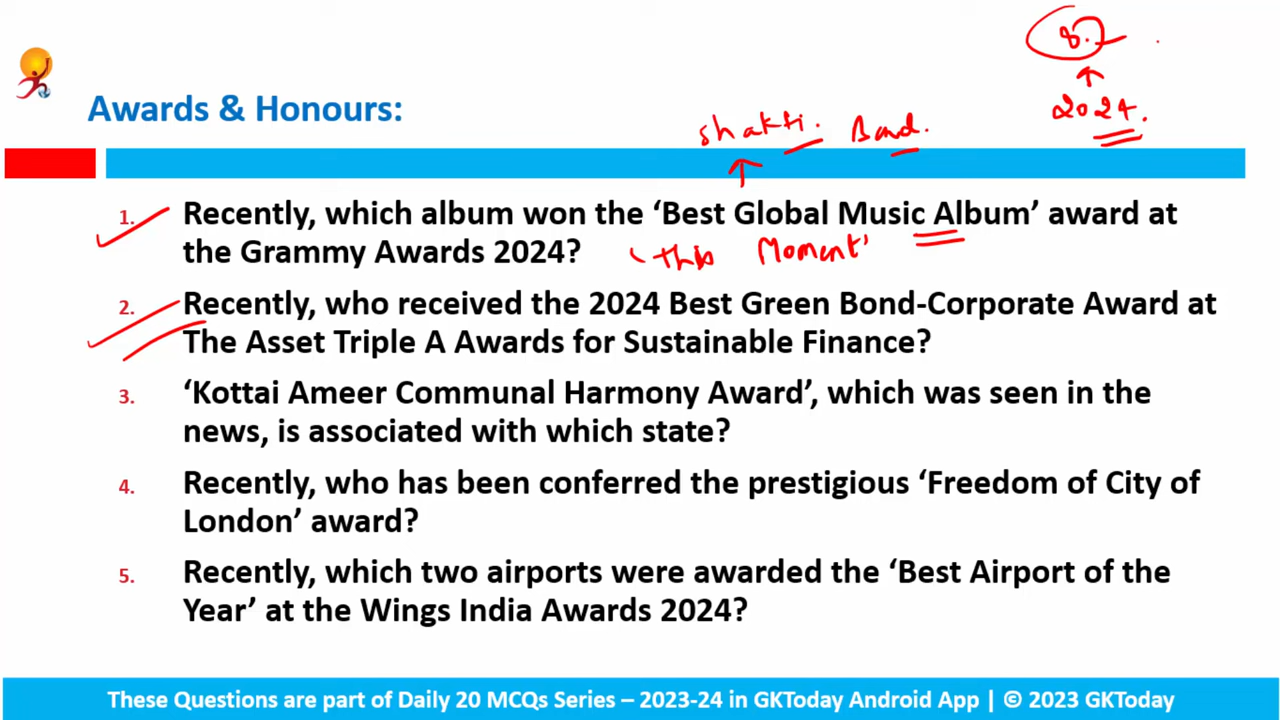 8.2
2024.
Awards & Honours:
Shakti. Band.
1. Recently, which album won the ‘Best Global Music Album’ award at
the Grammy Awards 2024?
‘this Moment’
2. Recently, who received the 2024 Best Green Bond-Corporate Award at
The Asset Triple A Awards for Sustainable Finance?
3. ‘Kottai Ameer Communal Harmony Award’, which was seen in the
news, is associated with which state?
4. Recently, who has been conferred the prestigious ‘Freedom of City of
London’ award?
5. Recently, which two airports were awarded the ‘Best Airport of the
Year’ at the Wings India Awards 2024?
These Questions are part of Daily 20 MCQs Series – 2023-24 in GKToday Android App | © 2023 GKToday